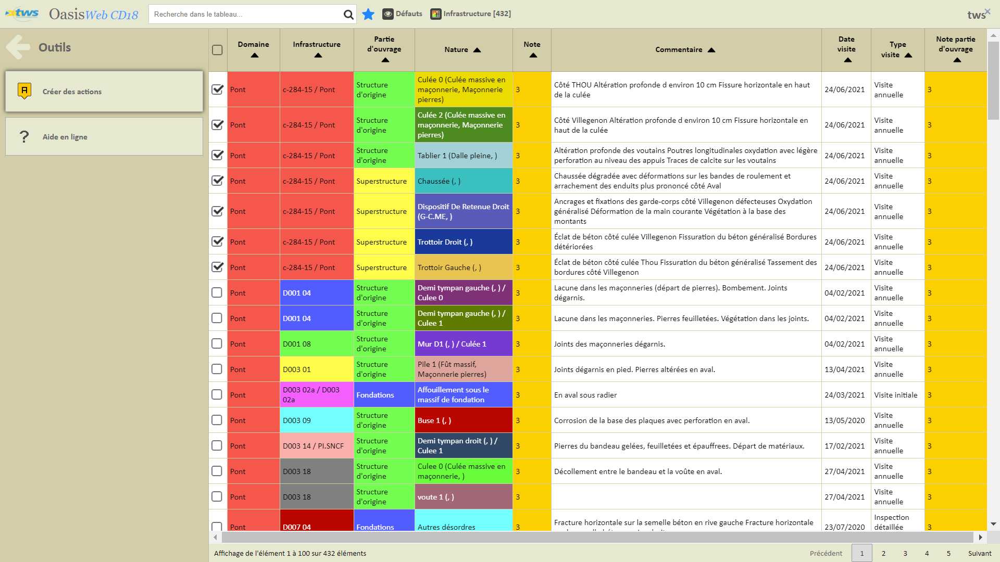 tws
OasisWeb CD18
Recherche dans le tableau...
Défauts
Infrastructure [432]
tws
Outils
Créer des actions
Aide en ligne
Domaine
Infrastructure
Partie
d'ouvrage
Nature
Note
Commentaire
Date
visite
Type
visite
Note partie
d'ouvrage
Pont
c-284-15 / Pont
Structure
d'origine
Culée 0 (Culée massive en
maçonnerie, Maçonnerie
pierres)
3
Côté THOU Altération profonde d environ 10 cm Fissure horizontale en haut
de la culée
24/06/2021
Visite
annuelle
3
Pont
c-284-15 / Pont
Structure
d'origine
Culée 2 (Culée massive en
maçonnerie, Maçonnerie
pierres)
3
Côté Villegenon Altération profonde d environ 10 cm Fissure horizontale en
haut de la culée
24/06/2021
Visite
annuelle
3
Pont
c-284-15 / Pont
Structure
d'origine
Tablier 1 (Dalle pleine, )
3
Altération profonde des voutains Poutres longitudinales oxydation avec légère
perforation au niveau des appuis Traces de calcite sur les voutains
24/06/2021
Visite
annuelle
3
Pont
c-284-15 / Pont
Superstructure
Chaussée (, )
3
Chaussée dégradée avec déformations sur les bandes de roulement et
arrachement des enduits plus prononcé côté Aval
24/06/2021
Visite
annuelle
3
Pont
c-284-15 / Pont
Superstructure
Dispositif De Retenue Droit
(G-C.ME, )
3
Ancrages et fixations des garde-corps côté Villegenon défecteuses Oxydation
généralisé Déformation de la main courante Végétation à la base des
montants
24/06/2021
Visite
annuelle
3
Pont
c-284-15 / Pont
Superstructure
Trottoir Droit (, )
3
Éclat de béton côté culée Villegenon Fissuration du béton généralisé Bordures
détériorées
24/06/2021
Visite
annuelle
3
Pont
c-284-15 / Pont
Superstructure
Trottoir Gauche (, )
3
Éclat de béton côté culée Thou Fissuration du béton généralisé Tassement des
bordures côté Villegenon
24/06/2021
Visite
annuelle
3
Pont
D001 04
Structure
d'origine
Demi tympan gauche (, ) /
Culee 0
3
Lacune dans les maçonneries (départ de pierres). Bombement. Joints
dégarnis.
04/02/2021
Visite
annuelle
3
Pont
D001 04
Structure
d'origine
Demi tympan gauche (, ) /
Culee 1
3
Lacune dans les maçonneries. Pierres feuilletées. Végétation dans les joints.
04/02/2021
Visite
annuelle
3
Pont
D001 08
Structure
d'origine
Mur D1 (, ) / Culée 1
3
Joints des maçonneries dégarnis.
04/02/2021
Visite
annuelle
3
Pont
D003 01
Structure
d'origine
Pile 1 (Fût massif,
Maçonnerie pierres)
3
Joints dégarnis en pied. Pierres altérées en aval.
13/04/2021
Visite
annuelle
3
Pont
D003 02a / D003
02a
Fondations
Affouillement sous le
massif de fondation
3
En aval sous radier
24/03/2021
Visite initiale
3
Pont
D003 09
Structure
d'origine
Buse 1 (, )
3
Corrosion de la base des plaques avec perforation en aval.
13/05/2020
Visite
annuelle
3
Pont
D003 14 / PI.SNCF
Structure
d'origine
Demi tympan droit (, ) /
Culee 1
3
Pierres du bandeau gelées, feuilletées et épauffrees. Départ de matériaux.
17/02/2021
Visite
annuelle
3
Pont
D003 18
Structure
d'origine
Culee 0 (Culée massive en
maçonnerie, )
3
Décollement entre le bandeau et la voûte en aval.
27/04/2021
Visite
annuelle
3
Pont
D003 18
Structure
d'origine
voute 1 (, )
3
27/04/2021
Visite
annuelle
3
Pont
D007 04
Fondations
Autres désordres
3
Fracture horizontale sur la semelle béton en rive gauche Fracture horizontale
23/07/2020
Inspection
détaillée
3
Affichage de l'élément 1 à 100 sur 432 éléments
Précédent
1
2
3
4
5
Suivant